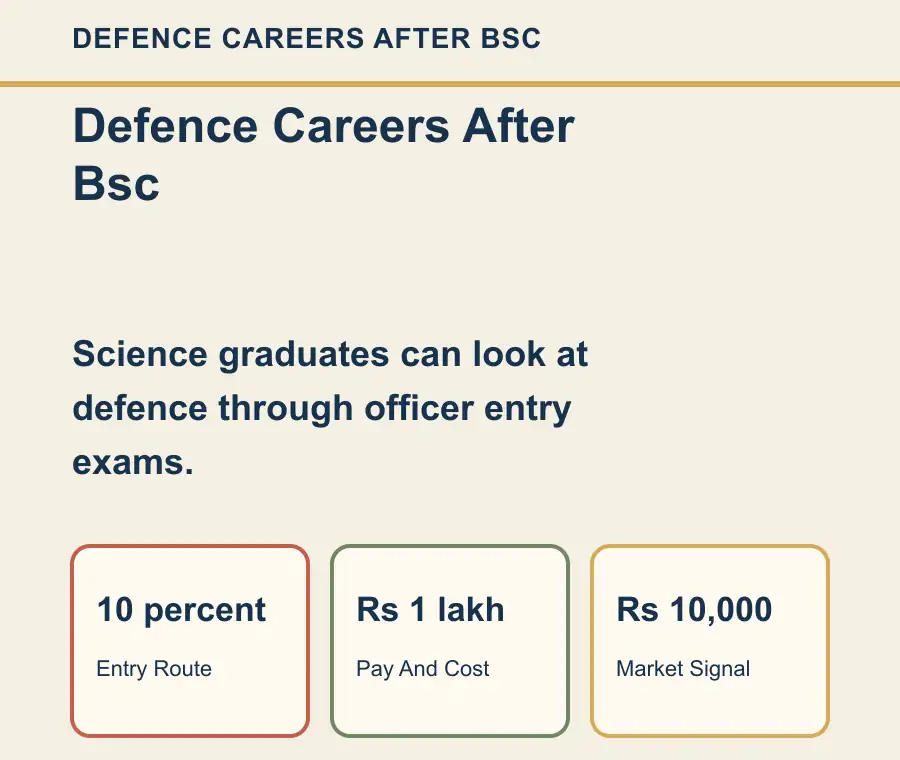 DEFENCE CAREERS AFTER BSC
Defence Careers After
Bsc
Science graduates can look at
defence through officer entry
exams.
10 percent
Entry Route
Rs 1 lakh
Pay And Cost
Rs 10,000
Market Signal